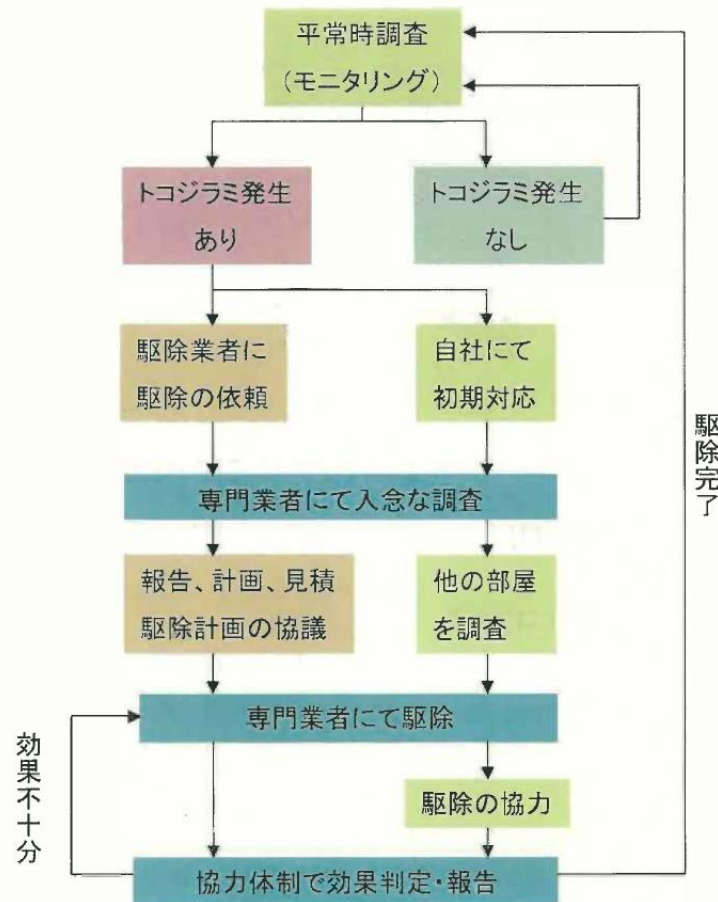 平常時調査
(モニタリング)
トコジラミ発生
あり
トコジラミ発生
なし
駆除業者に
駆除の依頼
自社にて
初期対応
専門業者にて入念な調査
報告、計画、見積
駆除計画の協議
他の部屋
を調査
専門業者にて駆除
駆除の協力
協力体制で効果判定・報告
効果不十分
駆除完了